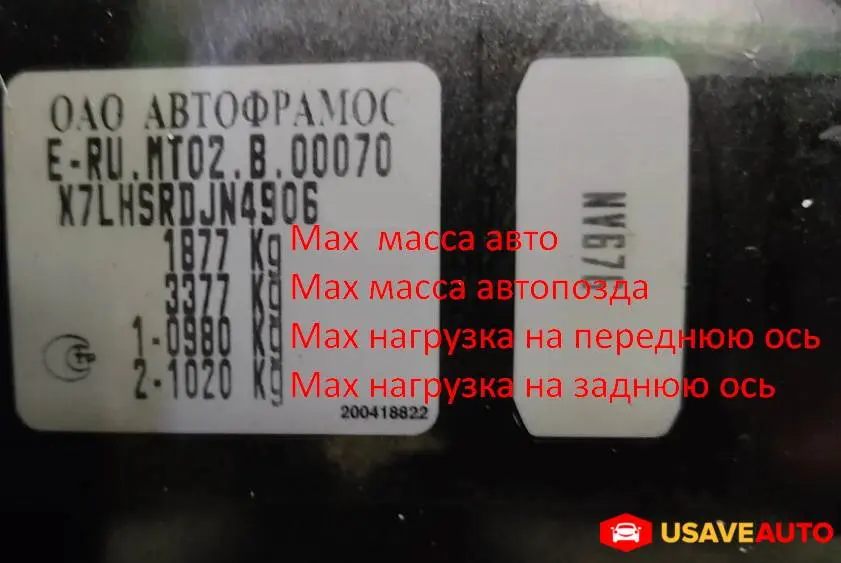 ОАО АВТОФРАМОС
E-RU.MT02.B.00070
X7LHSRDJN4906
1877 Kg Max масса авто
3377 Kg Max масса автопозда
1-0980 Kg Max нагрузка на переднюю ось
2-1020 Kg Max нагрузка на заднюю ось
200418822
USAVEAUTO